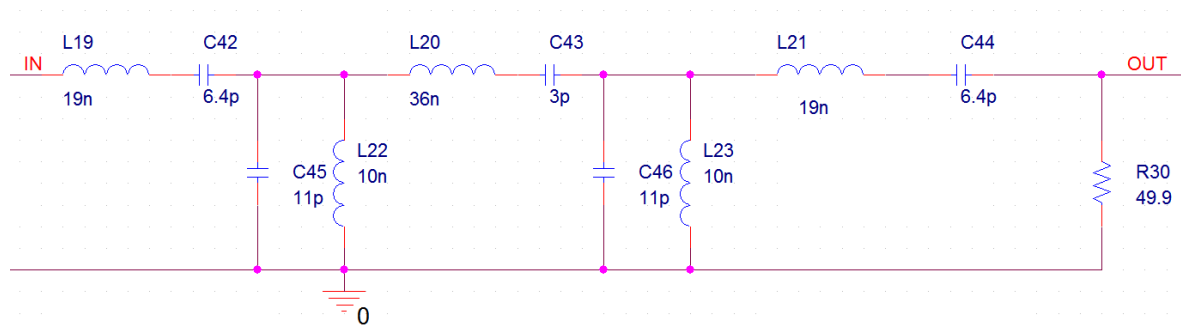 L19
C42
L20
C43
L21
C44
IN
OUT
19n
6.4p
36n
3p
19n
6.4p
C45
11p
L22
10n
C46
11p
L23
10n
R30
49.9
0